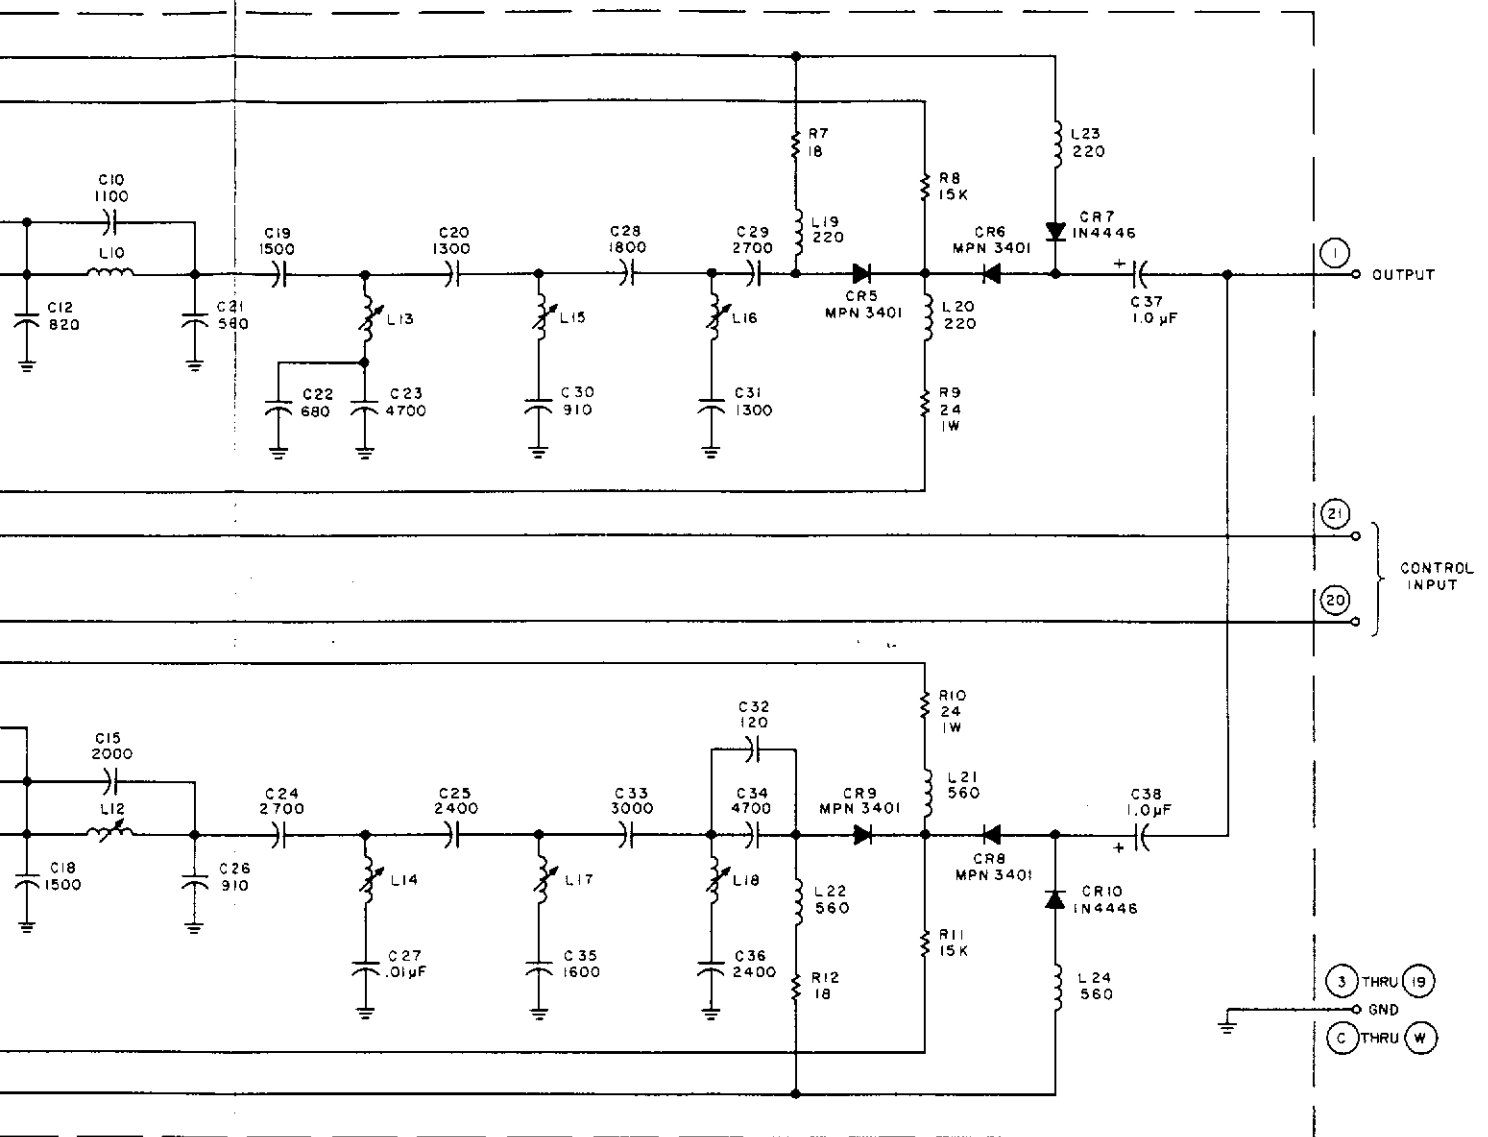 R7
18
L23
220
C10
1100
R8
15K
L10
C19
1500
C20
1300
C28
1800
C29
2700
L19
220
CR6
MPN 3401
CR7
1N4446
1
OUTPUT
+
C37
1.0 µF
CR5
MPN 3401
L20
220
C12
820
C21
560
L13
L15
L16
C22
680
C23
4700
C30
910
C31
1300
R9
24
1W
21
CONTROL
INPUT
20
C32
120
R10
24
1W
C15
2000
L12
C24
2700
C25
2400
C33
3000
C34
4700
CR9
MPN 3401
L21
560
C38
1.0µF
+
CR8
MPN 3401
C18
1500
C26
910
L14
L17
L18
L22
560
CR10
1N4446
R11
15K
C27
.01µF
C35
1600
C36
2400
R12
18
L24
560
3 THRU 19
GND
C THRU W